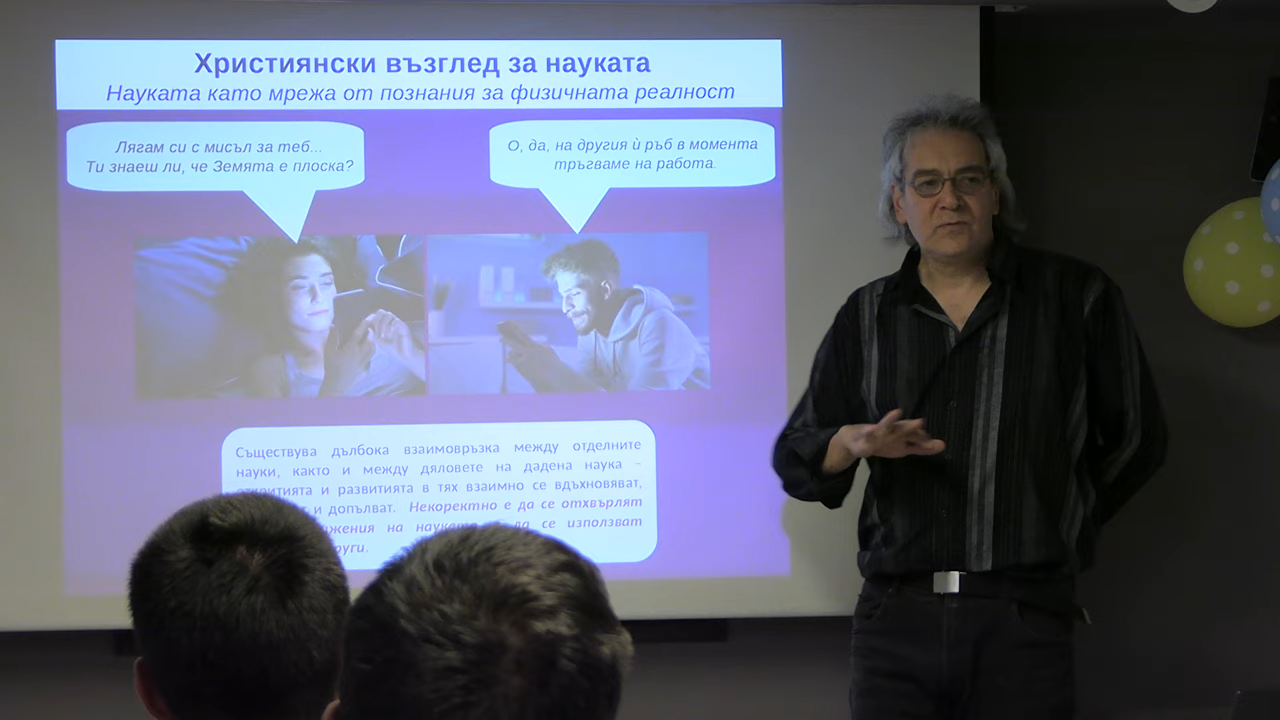 Християнски възглед за науката
Науката като мрежа от познания за физичната реалност
Лягам си с мисъл за теб...
Ти знаеш ли, че Земята е плоска?
О, да, на другия ѝ ръб в момента
тръгваме на работа.
Съществува дълбока взаимовръзка между отделните
науки, както и между дяловете на дадена наука –
откритията и развитията в тях взаимно се вдъхновяват,
и допълват. Некоректно е да се отхвърлят
на науката да се използват